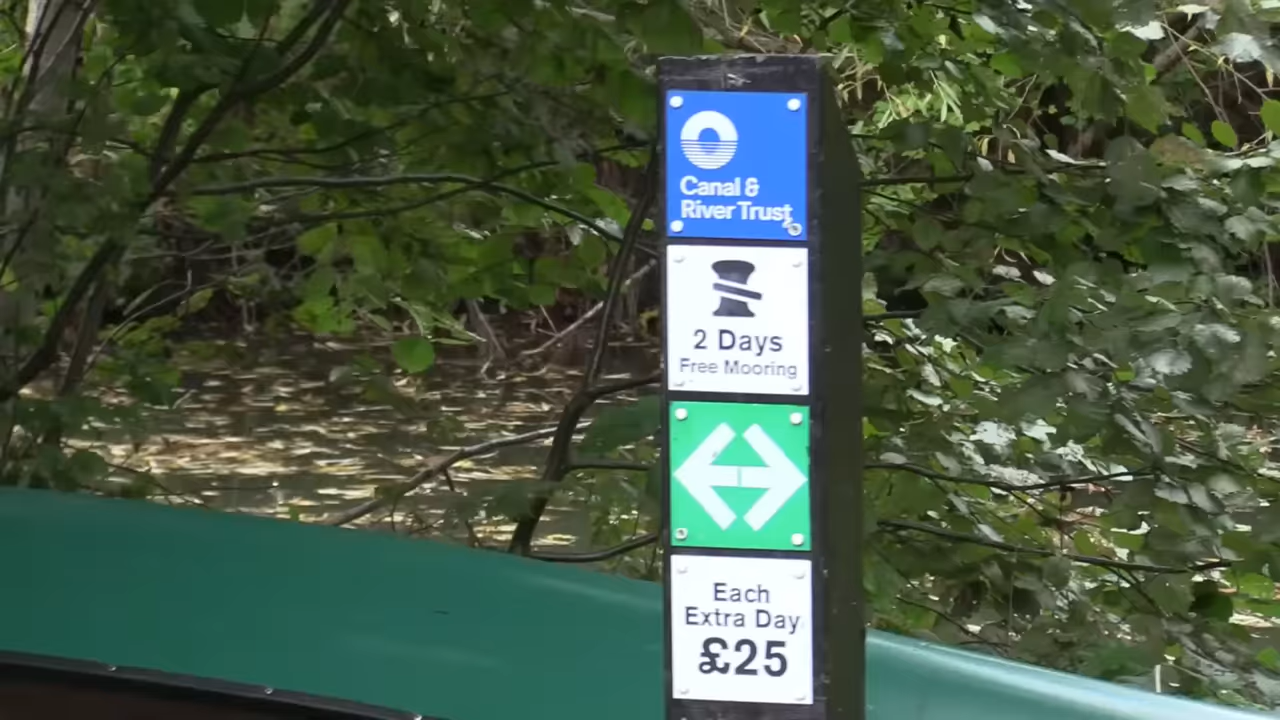 Canal &
River Trust
2 Days
Free Mooring
Each
Extra Day
£25